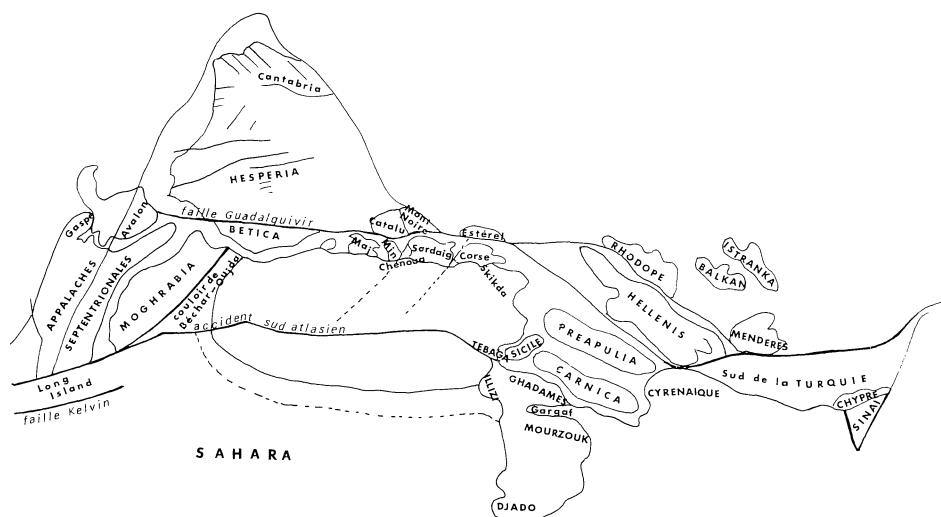 Cantabria
HESPERIA
faille Guadalquivir
BETICA
Gaspé
Avalon
Catalu
Mont
Noire
Estérel
Maj
Min
Sardaig
Corse
Chenoua
Skikda
RHODOPE
ISTRANKA
BALKAN
APPALACHES
SEPTENTRIONALES
MOGHRABIA
couloir de
Béchar-Oujda
accident sud atlasien
HELLENIS
MENDERES
PREAPULIA
TEBAGA
SICILE
CARNICA
Sud de la TURQUIE
Long
Island
faille Kelvin
ILLIZI
GHADAMES
Gargaf
CYRENAIQUE
CHYPRE
SINAI
MOURZOUK
SAHARA
DJADO